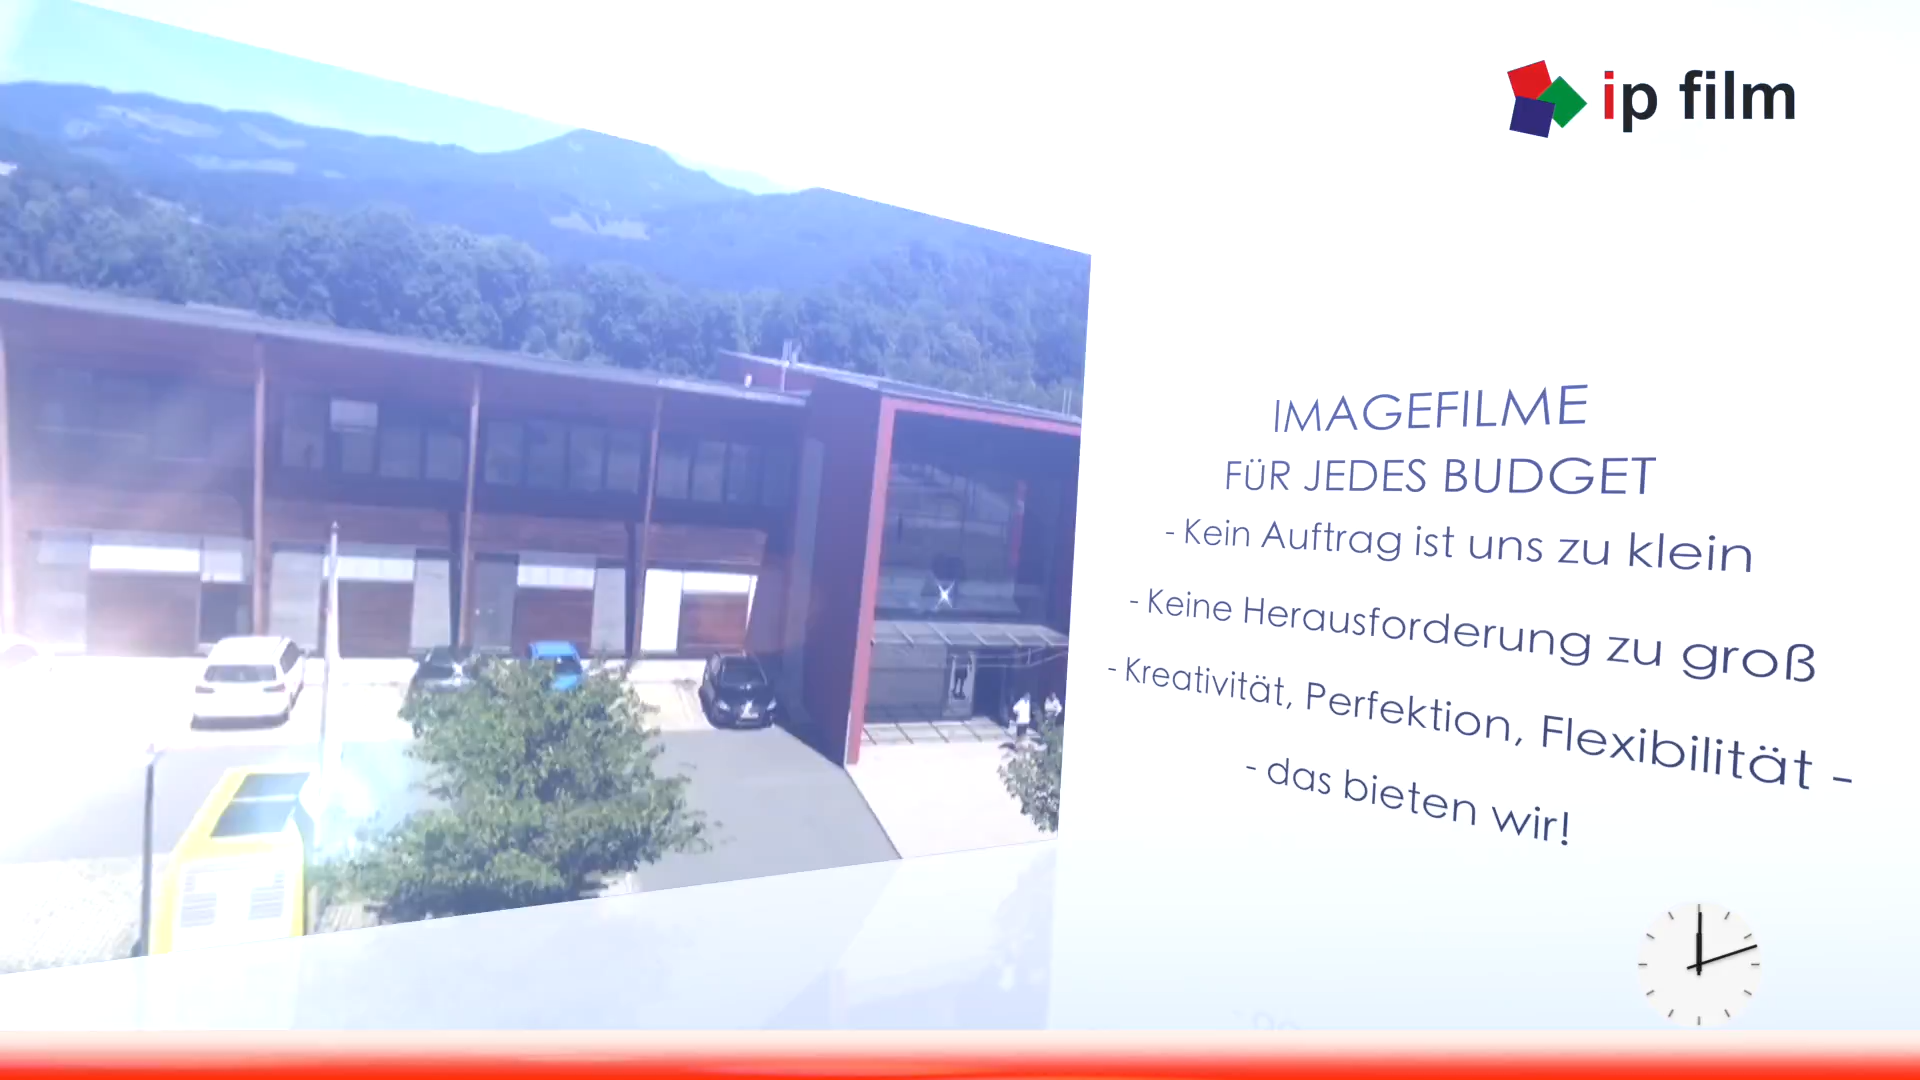 ip film
IMAGEFILME
FÜR JEDES BUDGET
- Kein Auftrag ist uns zu klein
- Keine Herausforderung zu groß
- Kreativität, Perfektion, Flexibilität -
- das bieten wir!